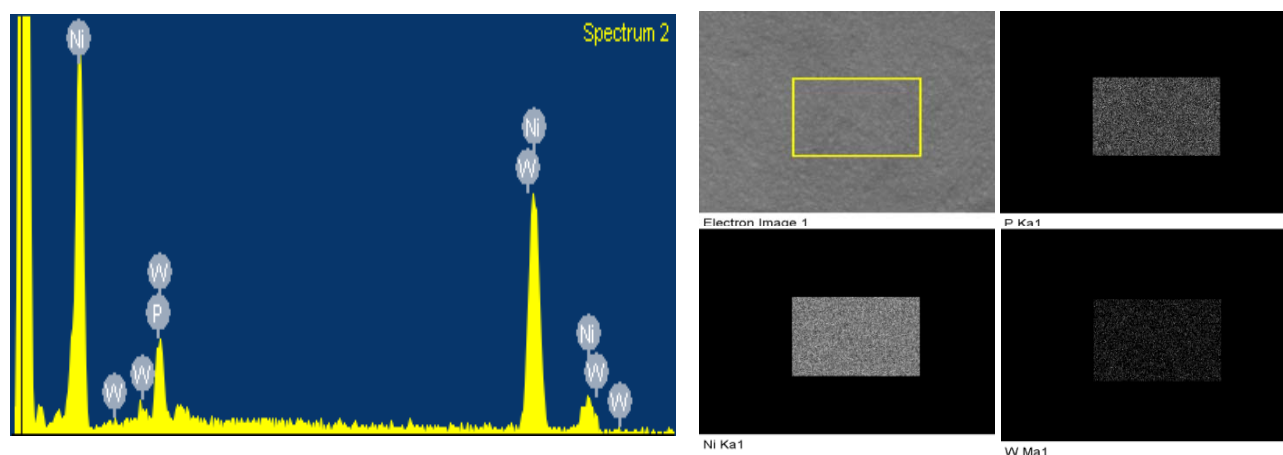 Spectrum 2
Ni
Ni
W
W
P
W
W
Ni
W
W
Electron Image 1
P Ka1
Ni Ka1
W Ma1